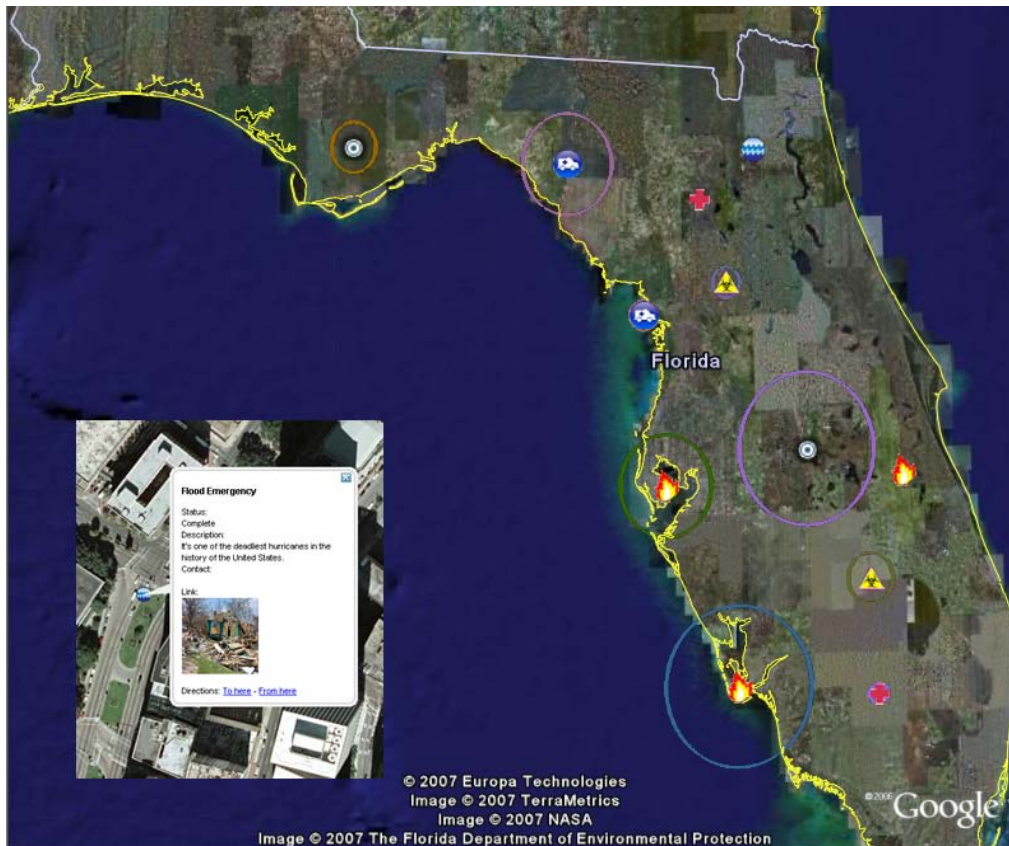 Florida
Flood Emergency
Status:
Complete
Description:
It's one of the deadliest hurricanes in the
history of the United States.
Contact:
Link:
Directions: To here - From here
© 2007 Europa Technologies
Image © 2007 TerraMetrics
Image © 2007 NASA
Image © 2007 The Florida Department of Environmental Protection
©2006 Google